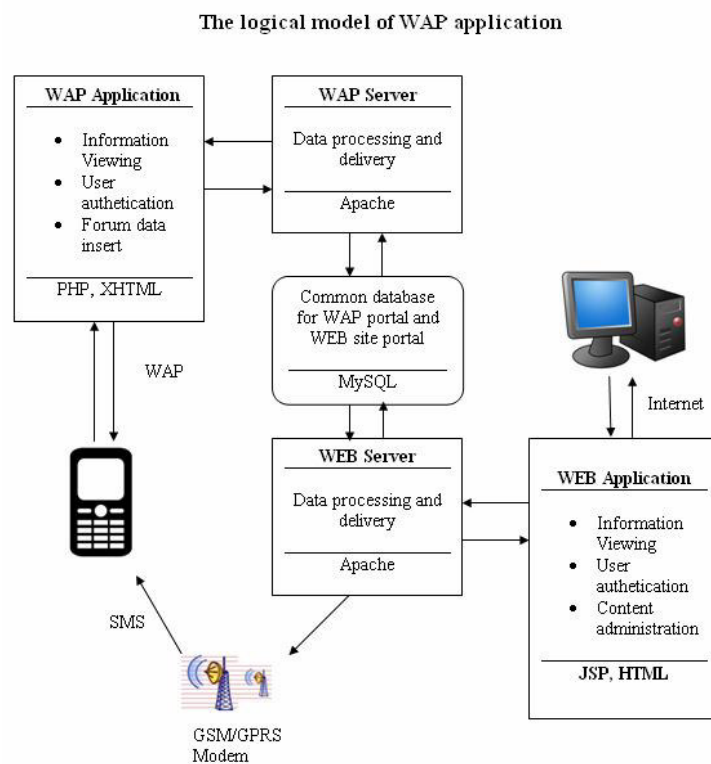 The logical model of WAP application
WAP Application
• Information
Viewing
• User
authetication
• Forum data
insert
PHP, XHTML
WAP Server
Data processing and
delivery
Apache
Common database
for WAP portal and
WEB site portal
MySQL
WAP
Internet
WEB Server
Data processing and
delivery
Apache
WEB Application
• Information
Viewing
• User
authetication
• Content
administration
JSP, HTML
SMS
GSM/GPRS
Modem